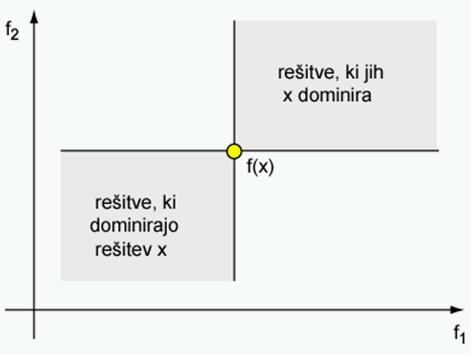 f2
rešitve, ki jih
x dominira
f(x)
rešitve, ki
dominirajo
rešitev x
f1